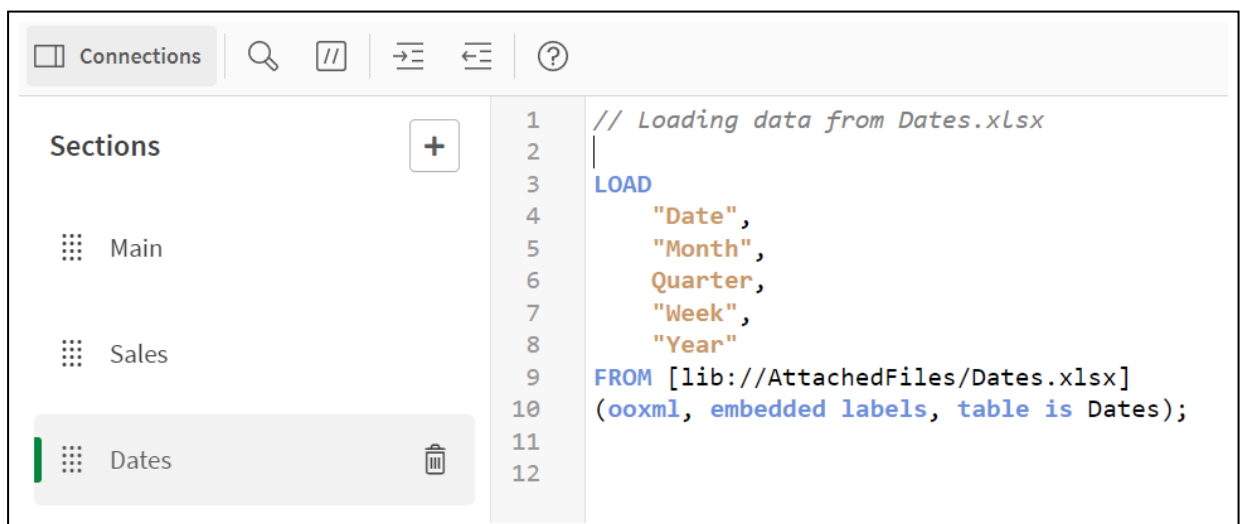 Connections //
Sections +
Main
Sales
Dates
1 // Loading data from Dates.xlsx
2
3 LOAD
4 "Date",
5 "Month",
6 Quarter,
7 "Week",
8 "Year"
9 FROM [lib://AttachedFiles/Dates.xlsx]
10 (ooxml, embedded labels, table is Dates);
11
12